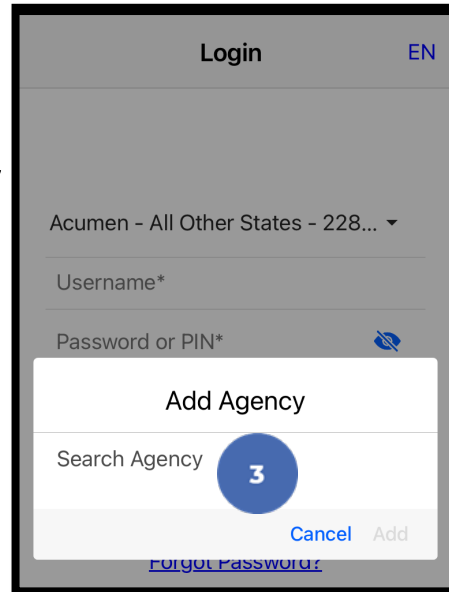 Login EN
Acumen - All Other States - 228...
Username*
Password or PIN*
Add Agency
Search Agency 3
Cancel Add
Forgot Password?